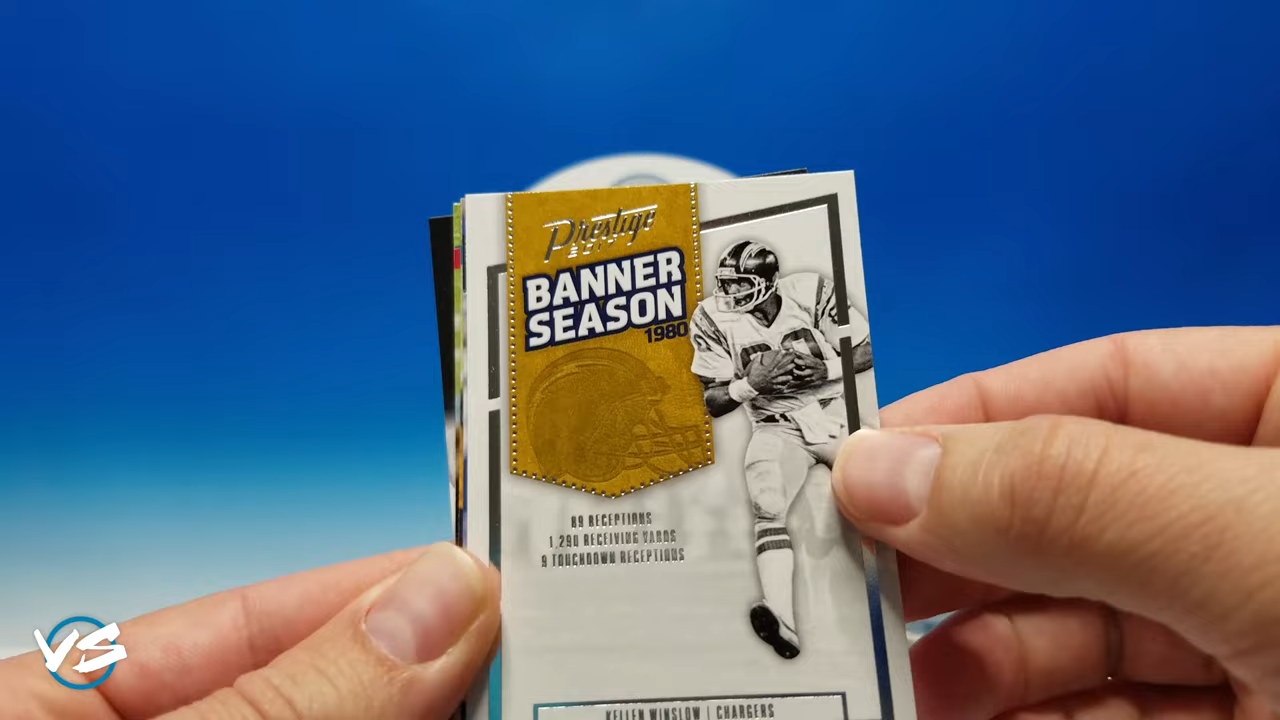 Prestige
BANNER
SEASON
1980
89 RECEPTIONS
1,290 RECEIVING YARDS
9 TOUCHDOWN RECEPTIONS
KELLEN WINSLOW | CHARGERS
VS